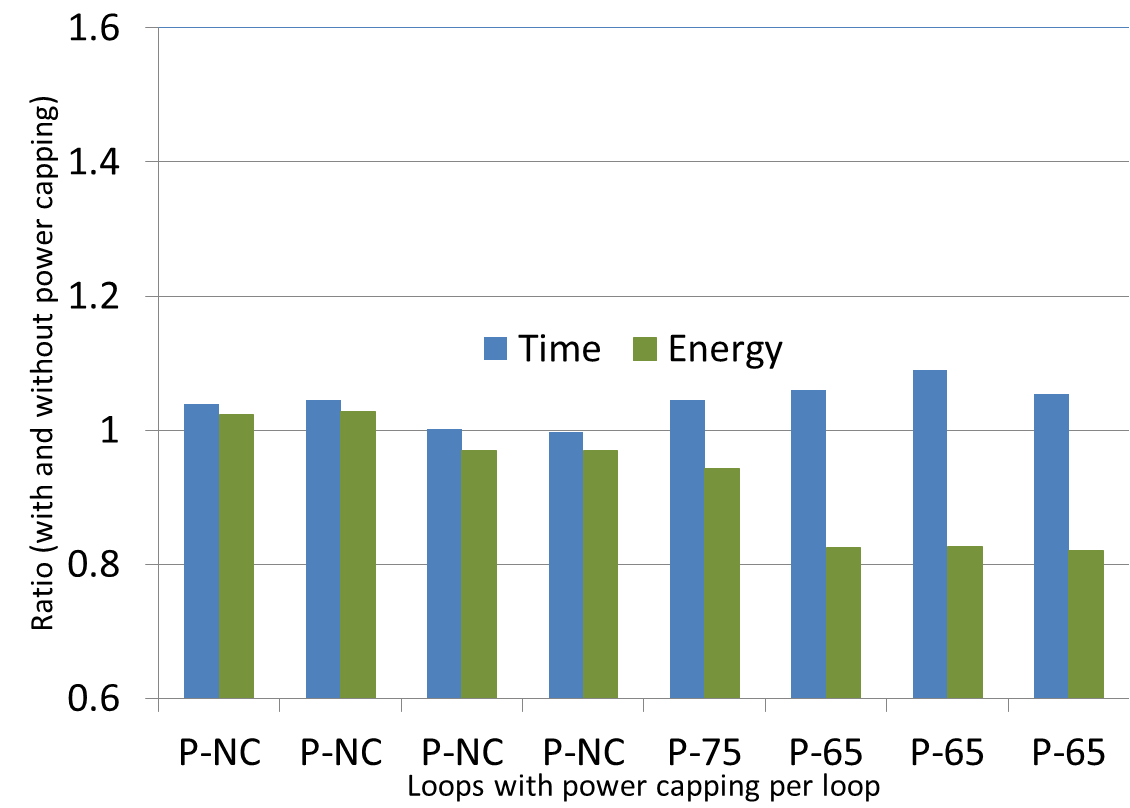 Ratio (with and without power capping)
1.6
1.4
1.2
1
0.8
0.6
Time Energy
P-NC P-NC P-NC P-NC P-75 P-65 P-65 P-65
Loops with power capping per loop